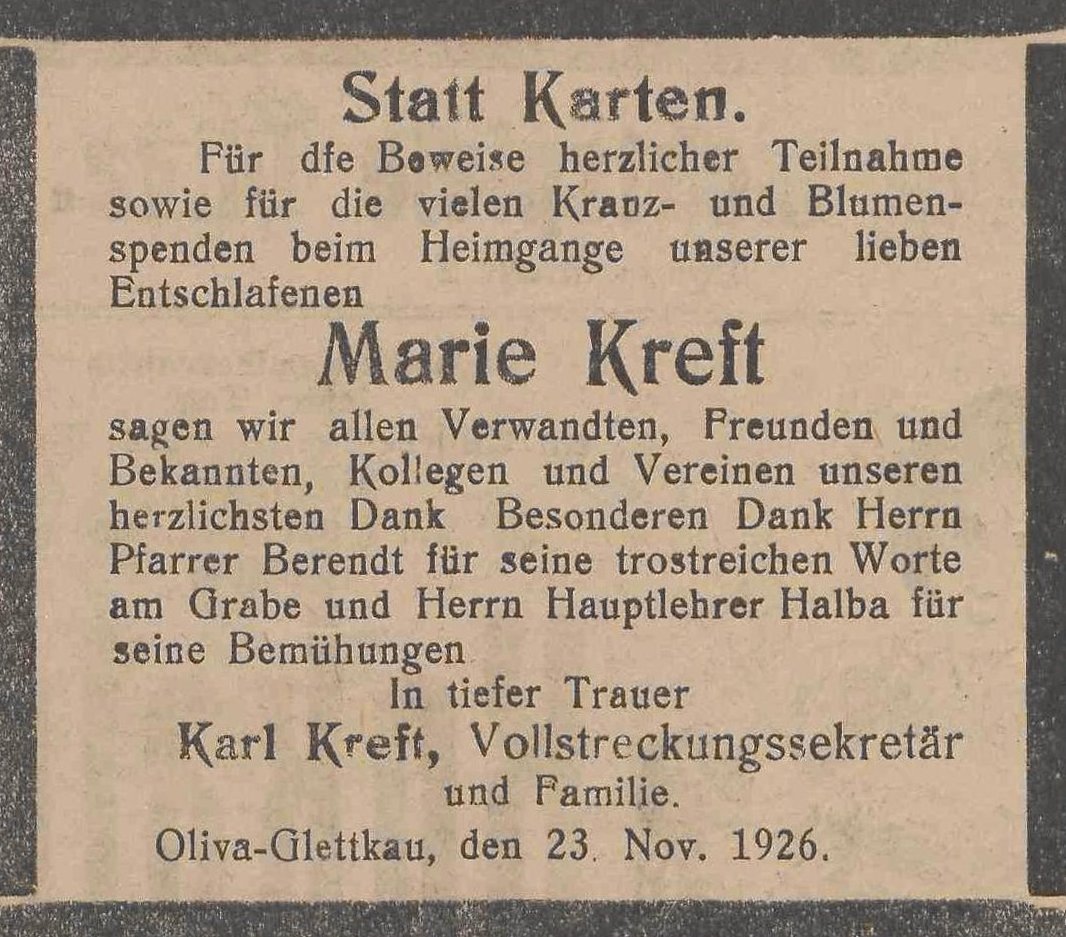 Statt Karten.
Für dfe Beweise herzlicher Teilnahme
sowie für die vielen Kranz- und Blumen-
spenden beim Heimgange unserer lieben
Entschlafenen
Marie Kreft
sagen wir allen Verwandten, Freunden und
Bekannten, Kollegen und Vereinen unseren
herzlichsten Dank Besonderen Dank Herrn
Pfarrer Berendt für seine trostreichen Worte
am Grabe und Herrn Hauptlehrer Halba für
seine Bemühungen
In tiefer Trauer
Karl Kreft, Vollstreckungssekretär
und Familie.
Oliva-Glettkau, den 23. Nov. 1926.